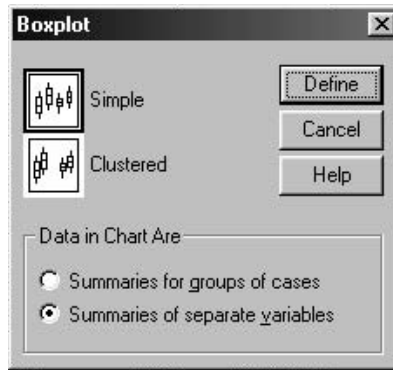 Boxplot
Simple
Clustered
Define
Cancel
Help
Data in Chart Are
Summaries for groups of cases
Summaries of separate variables